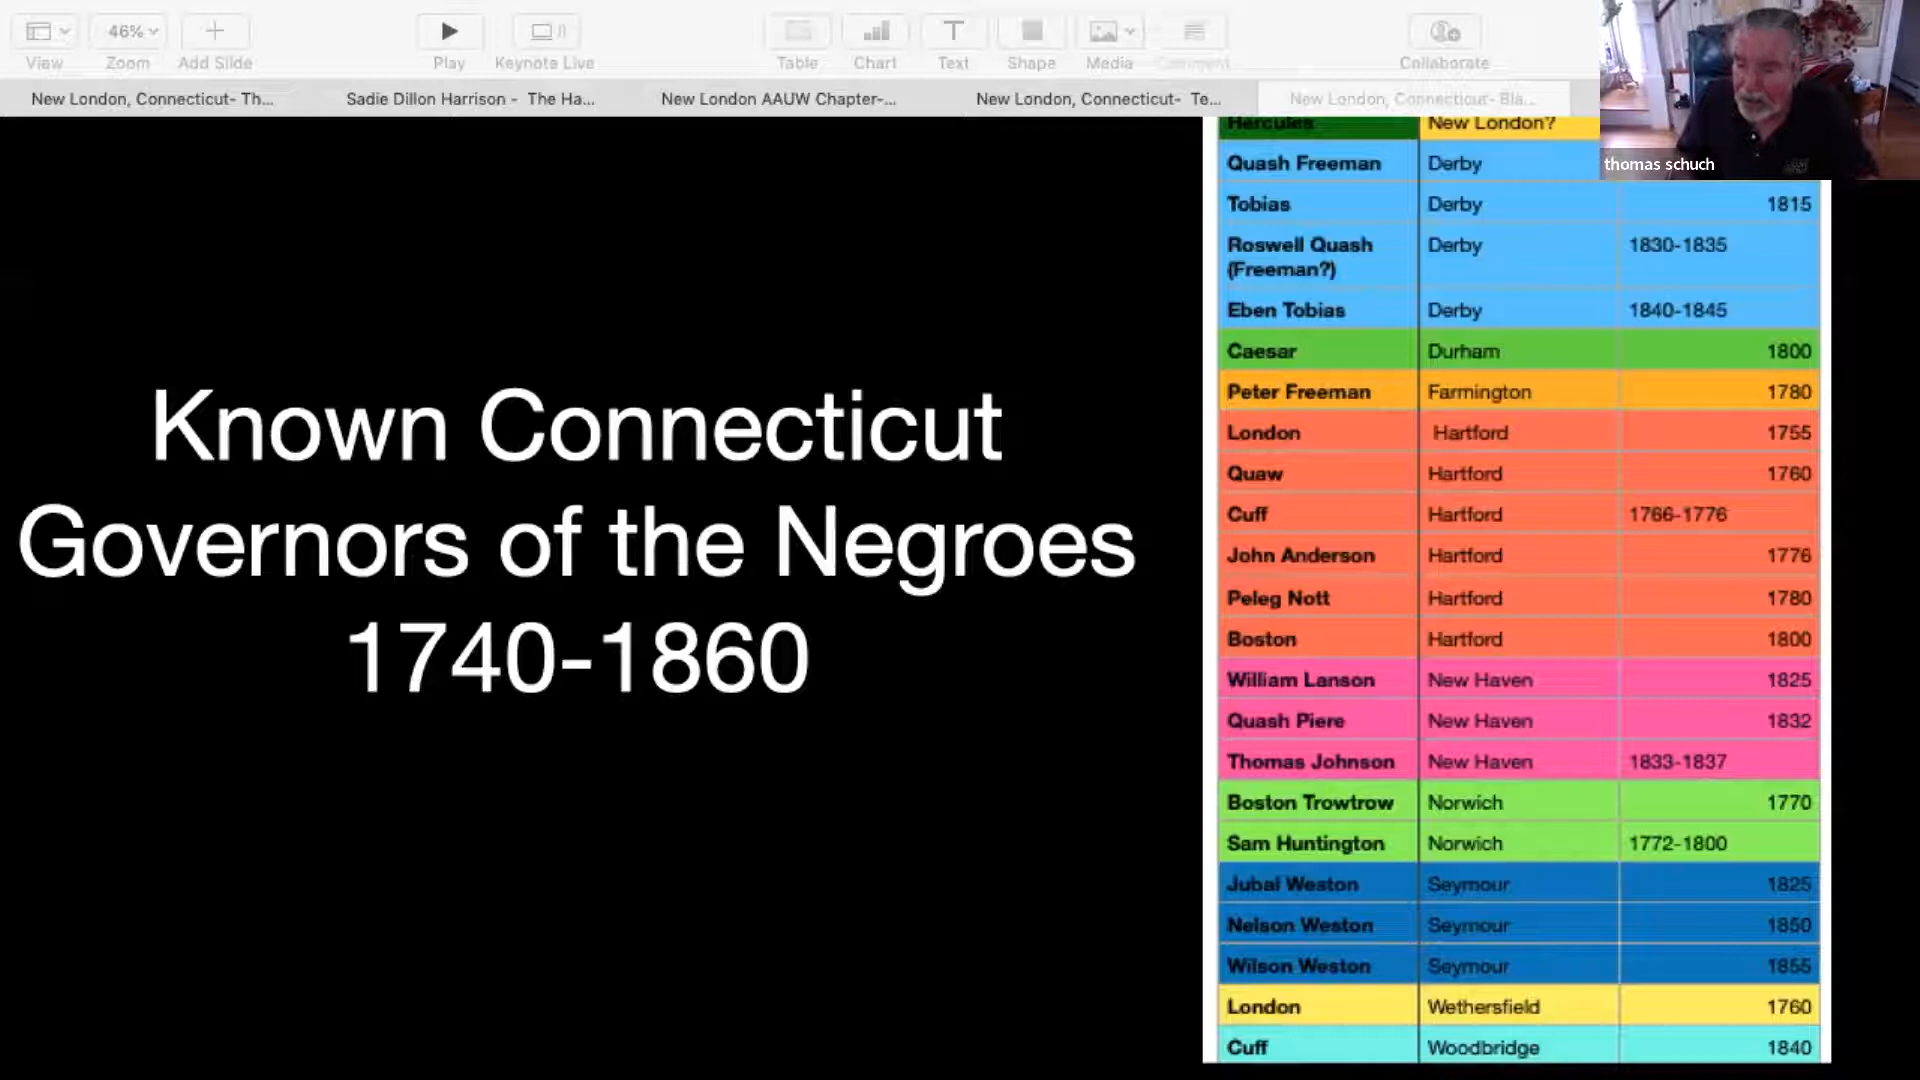 46%
View
Zoom
Add Slide
Play
Keynote Live
Table
Chart
Text
Shape
Media
Comment
Collaborate
New London, Connecticut- Th...
Sadie Dillon Harrison - The Ha...
New London AAUW Chapter-...
New London, Connecticut- Te...
New London, Connecticut- Bla...
thomas schuch
Known Connecticut
Governors of the Negroes
1740-1860
Hercules New London?
Quash Freeman Derby
Tobias Derby 1815
Roswell Quash Derby 1830-1835
(Freeman?)
Eben Tobias Derby 1840-1845
Caesar Durham 1800
Peter Freeman Farmington 1780
London Hartford 1755
Quaw Hartford 1760
Cuff Hartford 1766-1776
John Anderson Hartford 1776
Peleg Nott Hartford 1780
Boston Hartford 1800
William Lanson New Haven 1825
Quash Piere New Haven 1832
Thomas Johnson New Haven 1833-1837
Boston Trowtrow Norwich 1770
Sam Huntington Norwich 1772-1800
Jubal Weston Seymour 1825
Nelson Weston Seymour 1850
Wilson Weston Seymour 1855
London Wethersfield 1760
Cuff Woodbridge 1840